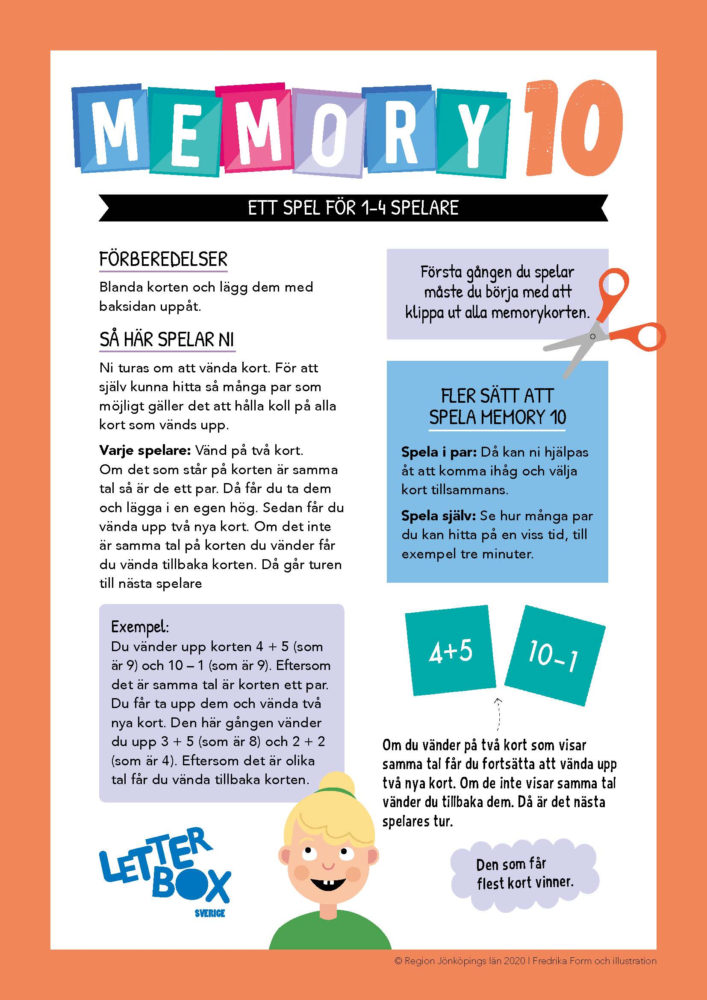 MEMORY 10
ETT SPEL FÖR 1–4 SPELARE
FÖRBEREDELSER
Blanda korten och lägg dem med
baksidan uppåt.
SÅ HÄR SPELAR NI
Ni turas om att vända kort. För att
själv kunna hitta så många par som
möjligt gäller det att hålla koll på alla
kort som vänds upp.
Varje spelare: Vänd på två kort.
Om det som står på korten är samma
tal så är de ett par. Då får du ta dem
och lägga i en egen hög. Sedan får du
vända upp två nya kort. Om det inte
är samma tal på korten du vänder får
du vända tillbaka korten. Då går turen
till nästa spelare
Exempel:
Du vänder upp korten 4 + 5 (som
är 9) och 10 – 1 (som är 9). Eftersom
det är samma tal är korten ett par.
Du får ta upp dem och vända två
nya kort. Den här gången vänder
du upp 3 + 5 (som är 8) och 2 + 2
(som är 4). Eftersom det är olika
tal får du vända tillbaka korten.
Första gången du spelar
måste du börja med att
klippa ut alla memorykorten.
FLER SÄTT ATT
SPELA MEMORY 10
Spela i par: Då kan ni hjälpas
åt att komma ihåg och välja
kort tillsammans.
Spela själv: Se hur många par
du kan hitta på en viss tid, till
exempel tre minuter.
4+5
10–1
Om du vänder på två kort som visar
samma tal får du fortsätta att vända upp
två nya kort. Om de inte visar samma tal
vänder du tillbaka dem. Då är det nästa
spelares tur.
Den som får
flest kort vinner.
LETTER
BOX
SVERIGE
© Region Jönköpings län 2020 | Fredrika Form och illustration